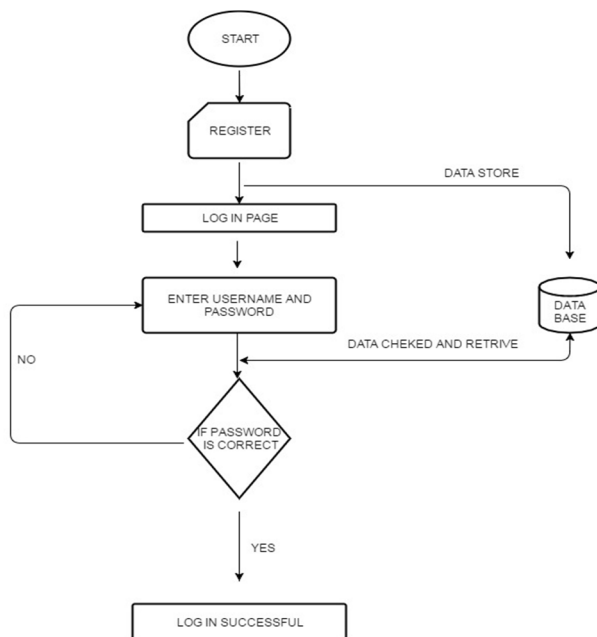 START
REGISTER
DATA STORE
LOG IN PAGE
ENTER USERNAME AND
PASSWORD
DATA
BASE
DATA CHEKED AND RETRIVE
NO
IF PASSWORD
IS CORRECT
YES
LOG IN SUCCESSFUL